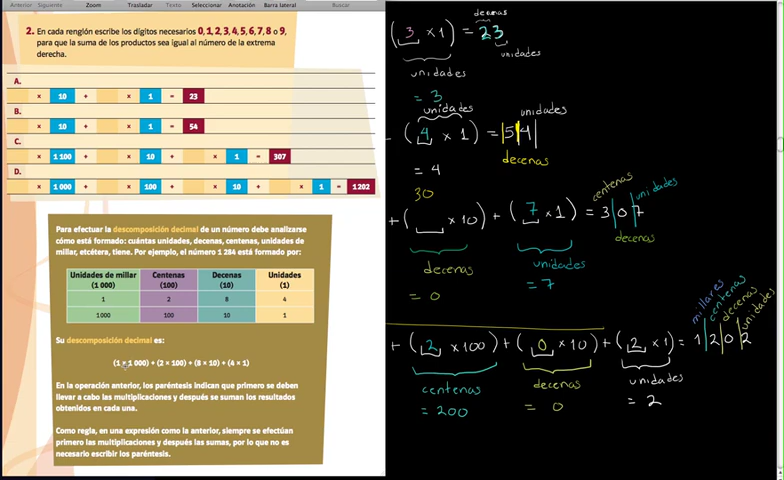 Anterior Siguiente Zoom Trasladar Texto Seleccionar Anotación Barra lateral Buscar
2. En cada renglón escribe los dígitos necesarios 0, 1, 2, 3, 4, 5, 6, 7, 8 o 9,
para que la suma de los productos sea igual al número de la extrema
derecha.
A.
× 10 + × 1 = 23
B.
× 10 + × 1 = 54
C.
× 1 100 + × 10 + × 1 = 307
D.
× 1 000 + × 100 + × 10 + × 1 = 1202
Para efectuar la descomposición decimal de un número debe analizarse
cómo está formado: cuántas unidades, decenas, centenas, unidades de
millar, etcétera, tiene. Por ejemplo, el número 1 284 está formado por:
Unidades de millar (1 000) Centenas (100) Decenas (10) Unidades (1)
1 2 8 4
1000 100 10 1
Su descomposición decimal es:
(1 × 1 000) + (2 × 100) + (8 × 10) + (4 × 1)
En la operación anterior, los paréntesis indican que primero se deben
llevar a cabo las multiplicaciones y después se suman los resultados
obtenidos en cada una.
Como regla, en una expresión como la anterior, siempre se efectúan
primero las multiplicaciones y después las sumas, por lo que no es
necesario escribir los paréntesis.
decenas
(3 × 1) = 23
unidades
unidades
= 3
unidades unidades
(4 × 1) = |5|4|
decenas
= 4
30
centenas unidades
+ (__ × 10) + (7 × 1) = 3|0|7
decenas
decenas unidades
= 0 = 7
millares centenas decenas unidades
+ (2 × 100) + (0 × 10) + (2 × 1) = 1|2|0|2
centenas decenas unidades
= 200 = 0 = 2